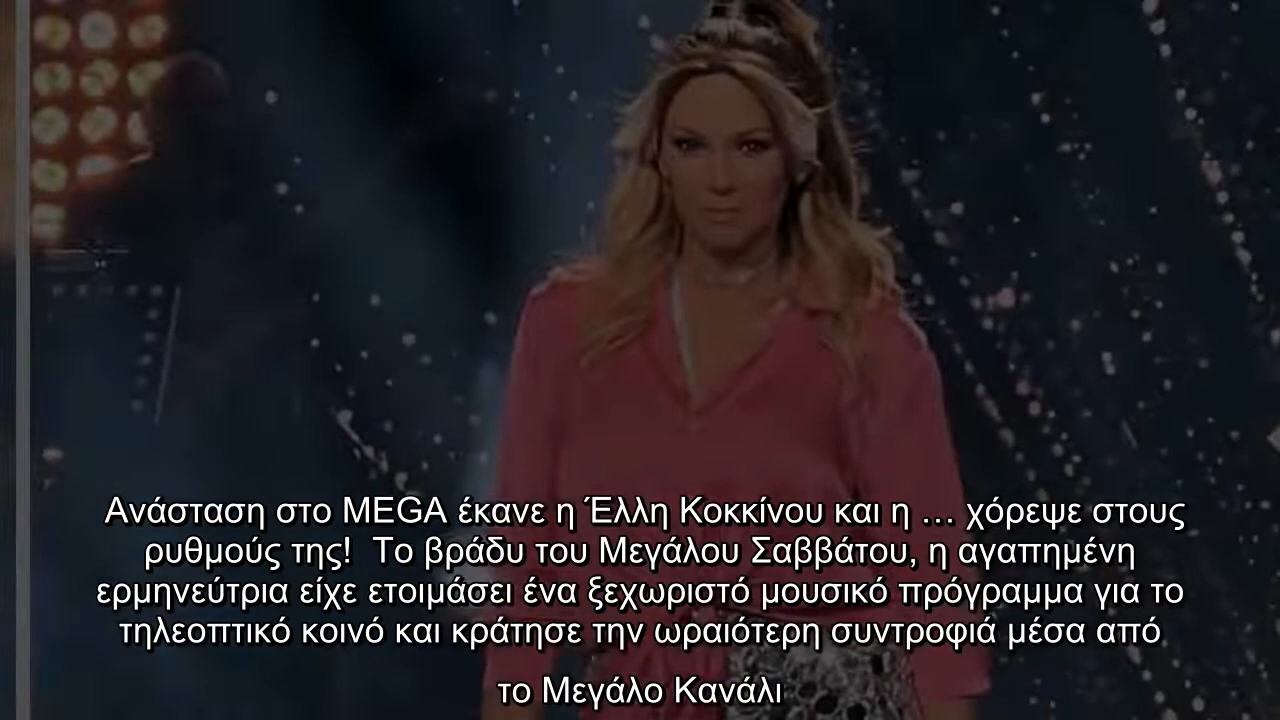 Ανάσταση στο MEGA έκανε η Έλλη Κοκκίνου και η … χόρεψε στους
ρυθμούς της!  Το βράδυ του Μεγάλου Σαββάτου, η αγαπημένη
ερμηνεύτρια είχε ετοιμάσει ένα ξεχωριστό μουσικό πρόγραμμα για το
τηλεοπτικό κοινό και κράτησε την ωραιότερη συντροφιά μέσα από
το Μεγάλο Κανάλι